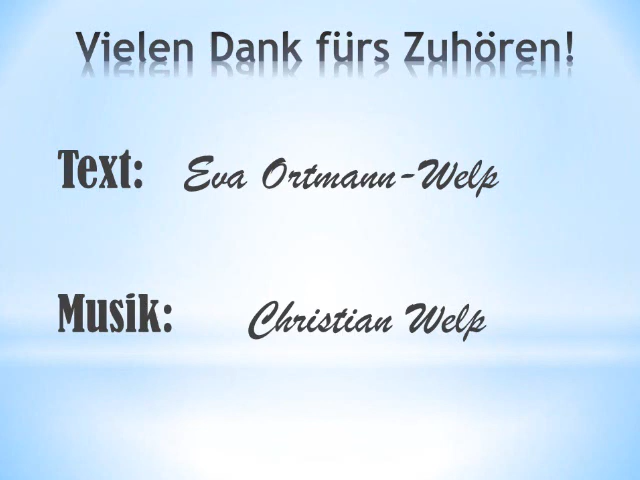 Vielen Dank fürs Zuhören!
Text: Eva Ortmann-Welp
Musik: Christian Welp